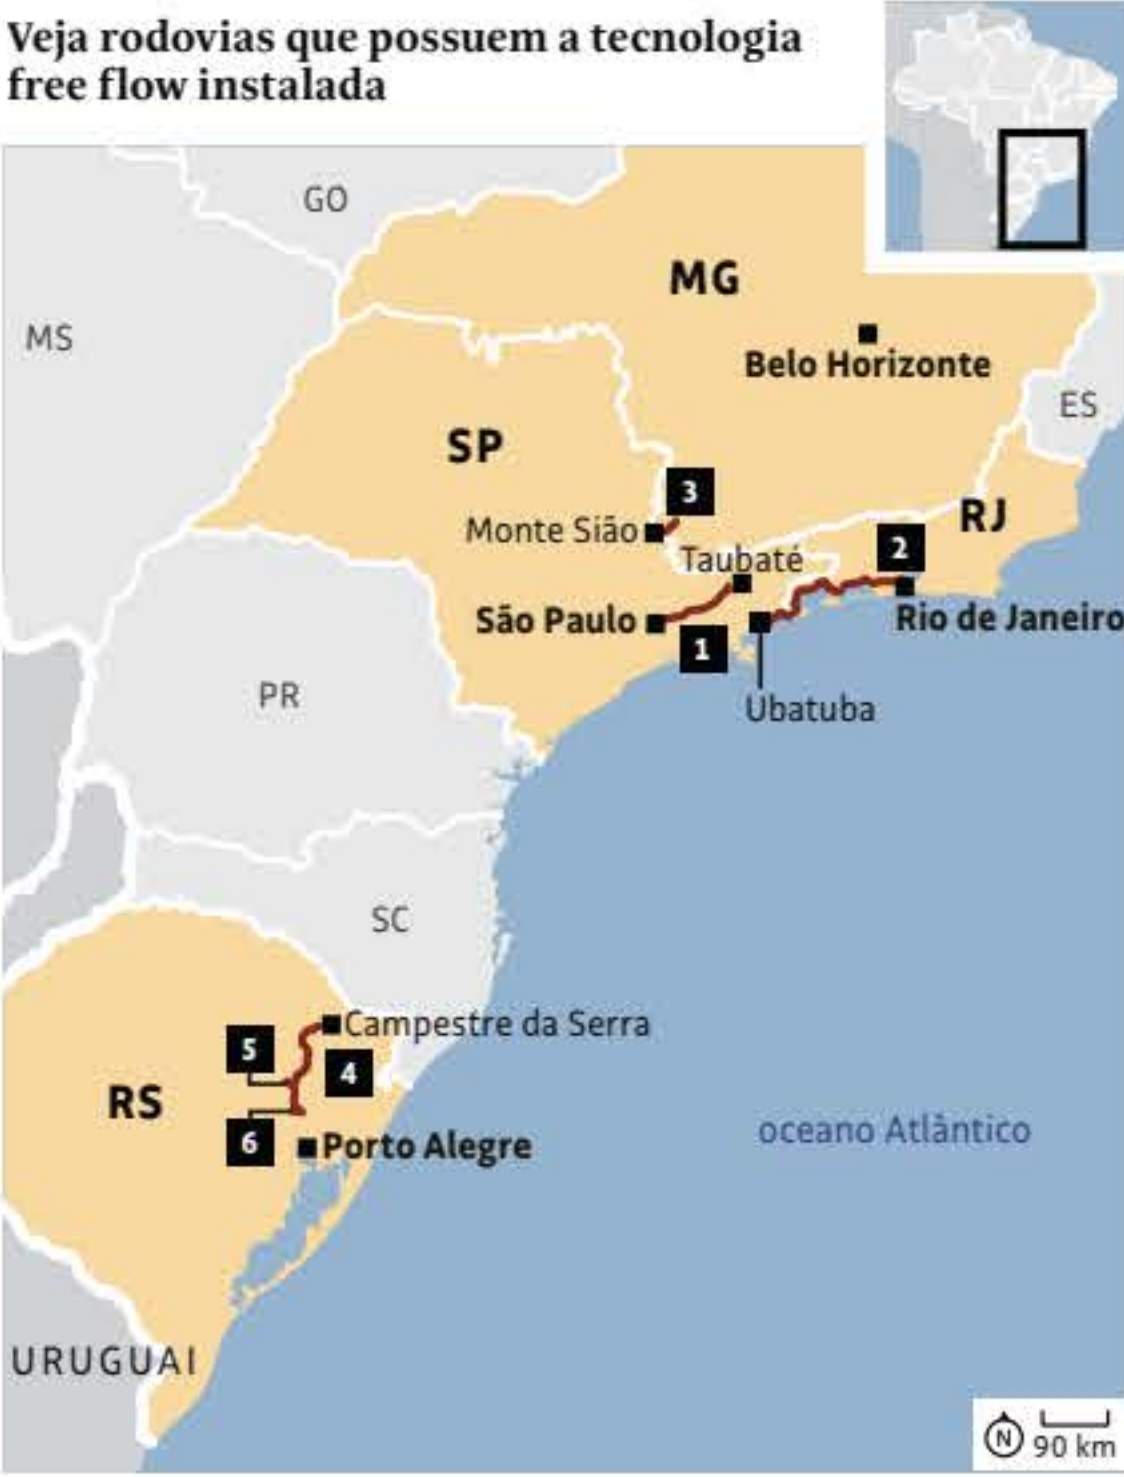 Veja rodovias que possuem a tecnologia
free flow instalada
GO
MG
MS
Belo Horizonte
ES
SP
3
RJ
Monte Sião
2
Taubaté
São Paulo
Rio de Janeiro
1
Ubatuba
PR
SC
Campestre da Serra
5
4
RS
6
Porto Alegre
oceano Atlântico
URUGUAI
N
90 km